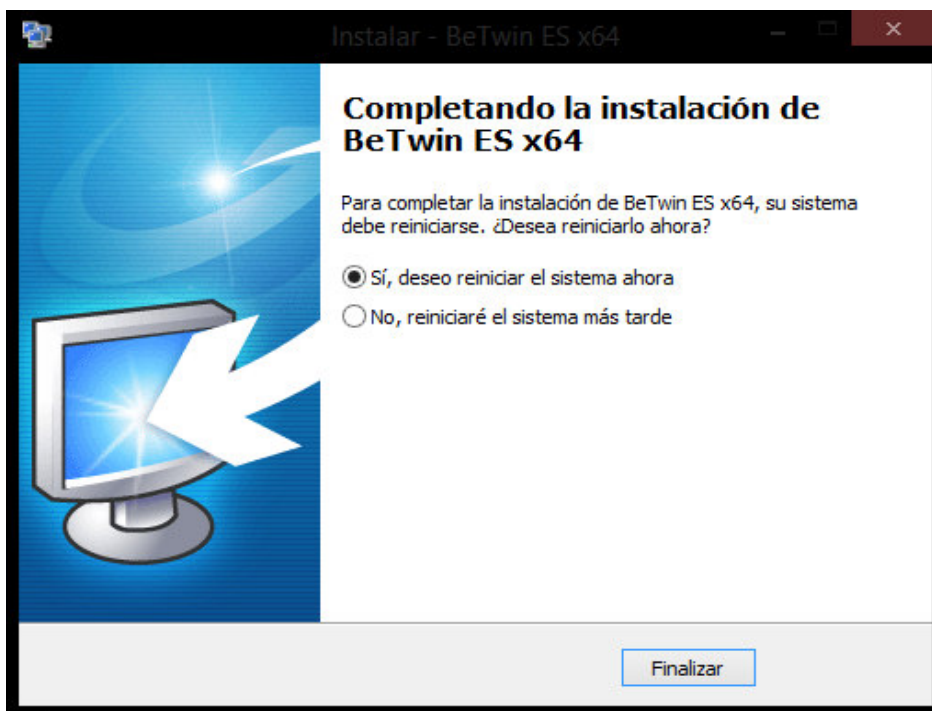 Instalar - BeTwin ES x64
Completando la instalación de
BeTwin ES x64
Para completar la instalación de BeTwin ES x64, su sistema
debe reiniciarse. ¿Desea reiniciarlo ahora?
Sí, deseo reiniciar el sistema ahora
No, reiniciaré el sistema más tarde
Finalizar